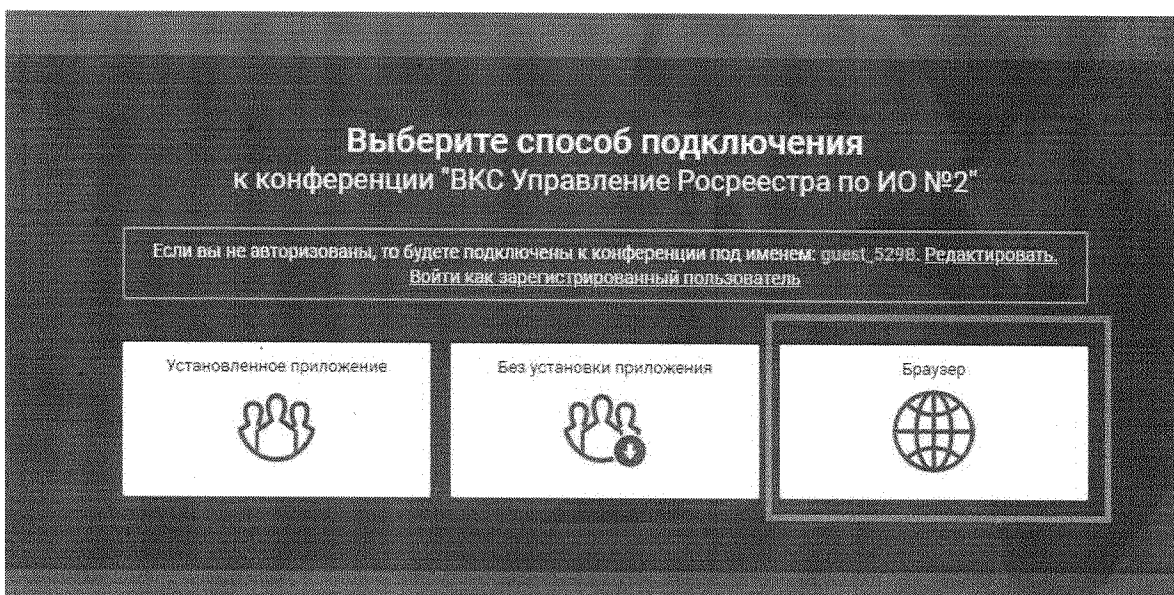 Выберите способ подключения
к конференции "ВКС Управление Росреестра по ИО №2"
Если вы не авторизованы, то будете подключены к конференции под именем: guest_5298. Редактировать.
Войти как зарегистрированный пользователь
Установленное приложение
Без установки приложения
Браузер